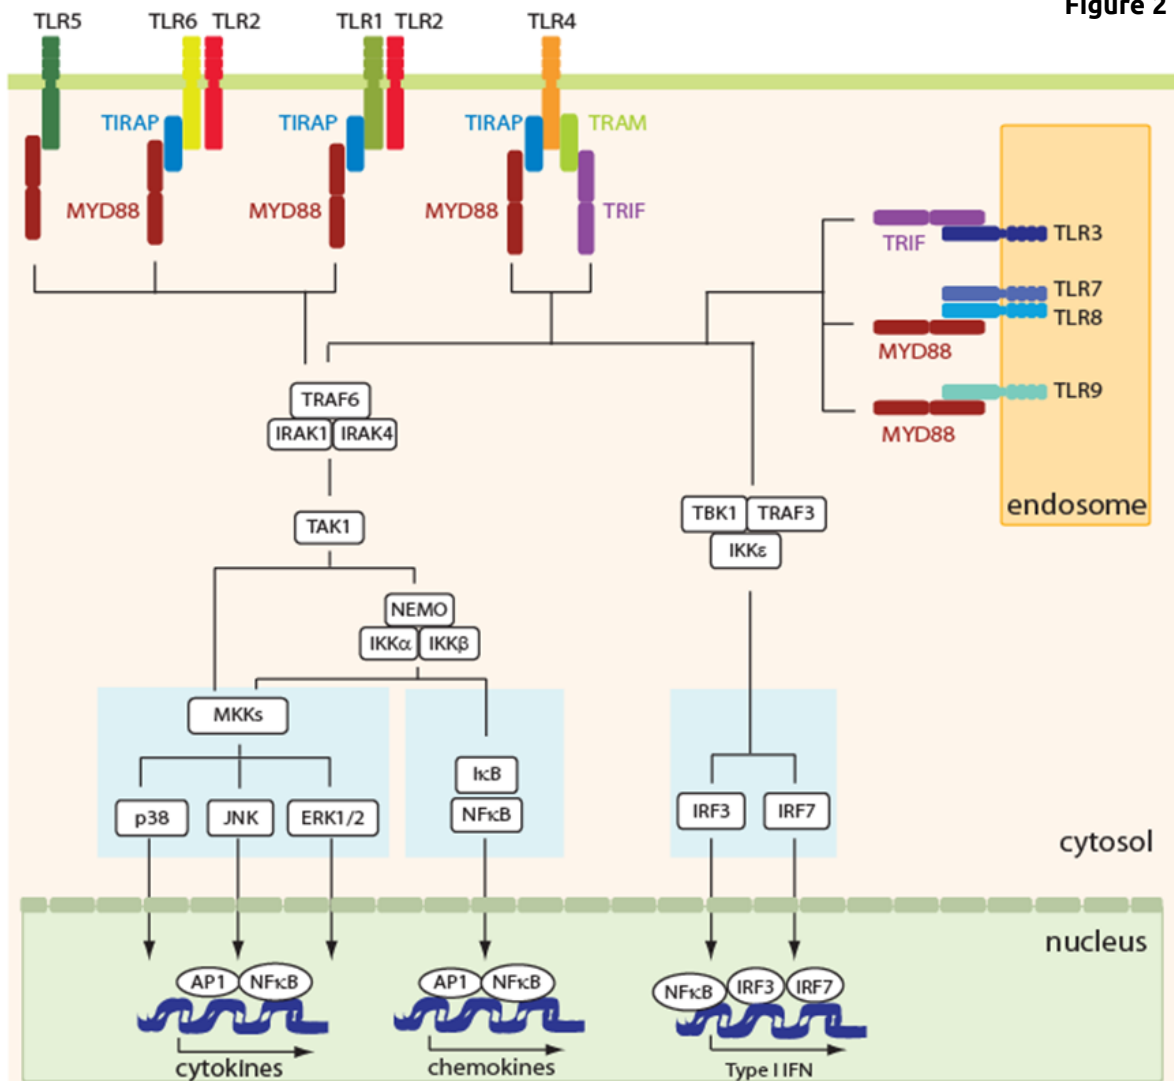 Figure 2
TLR5
TLR6 TLR2
TLR1 TLR2
TLR4
TIRAP
TIRAP
TIRAP
TRAM
MYD88
MYD88
MYD88
TRIF
TRIF
TLR3
TLR7
TLR8
MYD88
TLR9
MYD88
endosome
TRAF6
IRAK1 IRAK4
TAK1
TBK1 TRAF3
IKKε
NEMO
IKKα IKKβ
MKKs
IκB
NFκB
p38 JNK ERK1/2
IRF3 IRF7
cytosol
nucleus
AP1 NFκB
AP1 NFκB
NFκB IRF3 IRF7
cytokines
chemokines
Type I IFN